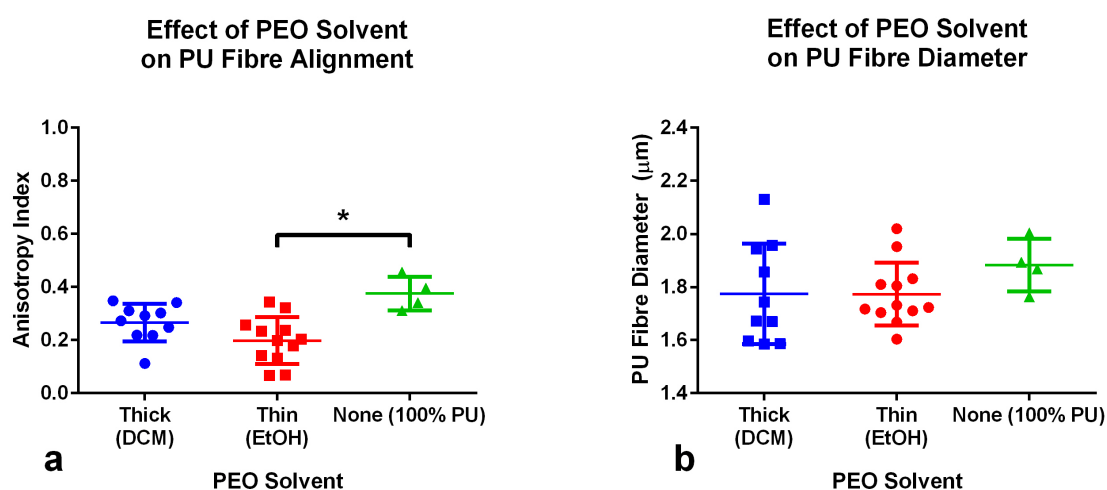 Effect of PEO Solvent
on PU Fibre Alignment
Anisotropy Index
1.0
0.8
0.6
0.4
0.2
0.0
*
Thick
(DCM)
Thin
(EtOH)
None (100% PU)
PEO Solvent
a
Effect of PEO Solvent
on PU Fibre Diameter
PU Fibre Diameter (µm)
2.4
2.2
2.0
1.8
1.6
1.4
Thick
(DCM)
Thin
(EtOH)
None (100% PU)
PEO Solvent
b